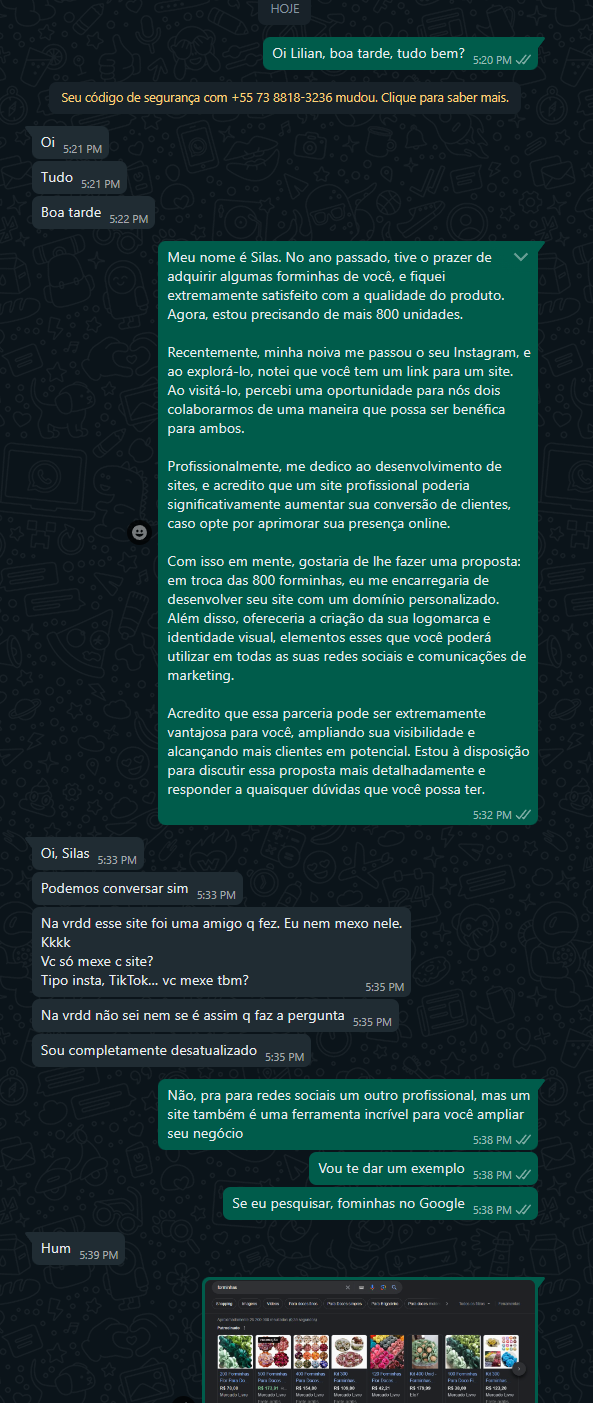 HOJE
Oi Lilian, boa tarde, tudo bem? 5:20 PM
Seu código de segurança com +55 73 8818-3236 mudou. Clique para saber mais.
Oi 5:21 PM
Tudo 5:21 PM
Boa tarde 5:22 PM
Meu nome é Silas. No ano passado, tive o prazer de
adquirir algumas forminhas de você, e fiquei
extremamente satisfeito com a qualidade do produto.
Agora, estou precisando de mais 800 unidades.
Recentemente, minha noiva me passou o seu Instagram, e
ao explorá-lo, notei que você tem um link para um site.
Ao visitá-lo, percebi uma oportunidade para nós dois
colaborarmos de uma maneira que possa ser benéfica
para ambos.
Profissionalmente, me dedico ao desenvolvimento de
sites, e acredito que um site profissional poderia
significativamente aumentar sua conversão de clientes,
caso opte por aprimorar sua presença online.
Com isso em mente, gostaria de lhe fazer uma proposta:
em troca das 800 forminhas, eu me encarregaria de
desenvolver seu site com um domínio personalizado.
Além disso, ofereceria a criação da sua logomarca e
identidade visual, elementos esses que você poderá
utilizar em todas as suas redes sociais e comunicações de
marketing.
Acredito que essa parceria pode ser extremamente
vantajosa para você, ampliando sua visibilidade e
alcançando mais clientes em potencial. Estou à disposição
para discutir essa proposta mais detalhadamente e
responder a quaisquer dúvidas que você possa ter.
5:32 PM
Oi, Silas 5:33 PM
Podemos conversar sim 5:33 PM
Na vrdd esse site foi uma amigo q fez. Eu nem mexo nele.
Kkkk
Vc só mexe c site?
Tipo insta, TikTok... vc mexe tbm? 5:35 PM
Na vrdd não sei nem se é assim q faz a pergunta 5:35 PM
Sou completamente desatualizado 5:35 PM
Não, pra para redes sociais um outro profissional, mas um
site também é uma ferramenta incrível para você ampliar
seu negócio 5:38 PM
Vou te dar um exemplo 5:38 PM
Se eu pesquisar, fominhas no Google 5:38 PM
Hum 5:39 PM
forminhas
Shopping Imagens Vídeos